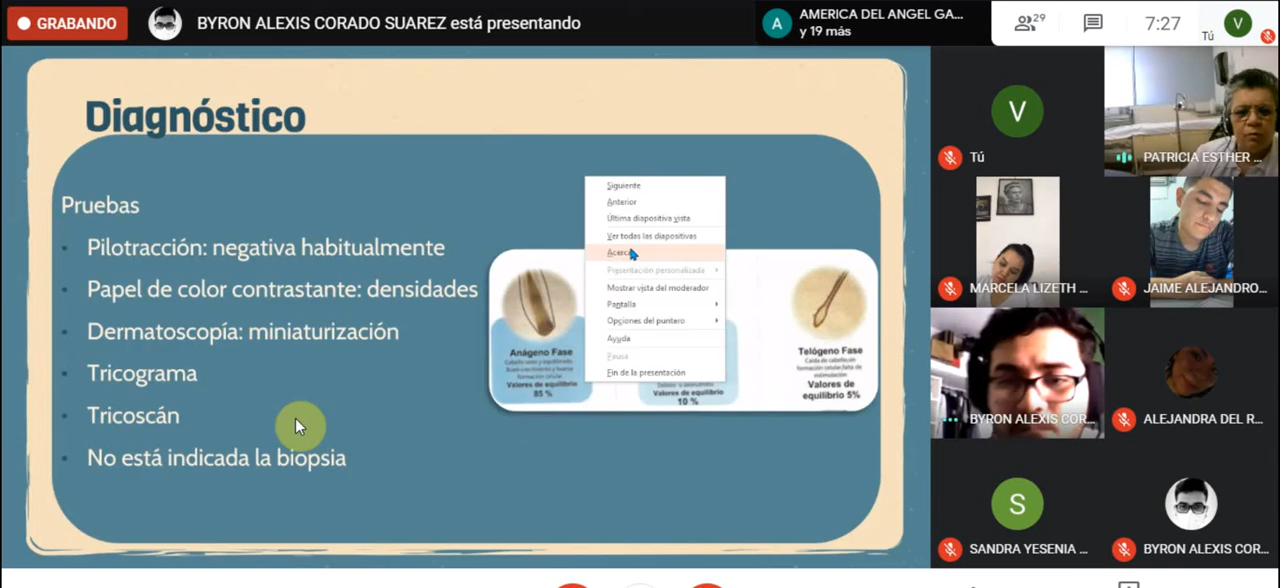 GRABANDO
BYRON ALEXIS CORADO SUAREZ está presentando
A
AMERICA DEL ANGEL GA...
y 19 más
29
7:27
Tú
V
Diagnóstico
Pruebas
• Pilotracción: negativa habitualmente
• Papel de color contrastante: densidades
• Dermatoscopía: miniaturización
• Tricograma
• Tricoscán
• No está indicada la biopsia
Siguiente
Anterior
Última diapositiva vista
Ver todas las diapositivas
Acerca
Presentación personalizada
Mostrar vista del moderador
Pantalla
Opciones del puntero
Ayuda
Pausa
Fin de la presentación
Anágeno Fase
Valores de equilibrio
85 %
Valores de equilibrio
10 %
Telógeno Fase
Valores de
equilibrio 5%
V
Tú
PATRICIA ESTHER ...
MARCELA LIZETH ...
JAIME ALEJANDRO...
BYRON ALEXIS COR...
ALEJANDRA DEL R...
S
SANDRA YESENIA ...
BYRON ALEXIS COR...